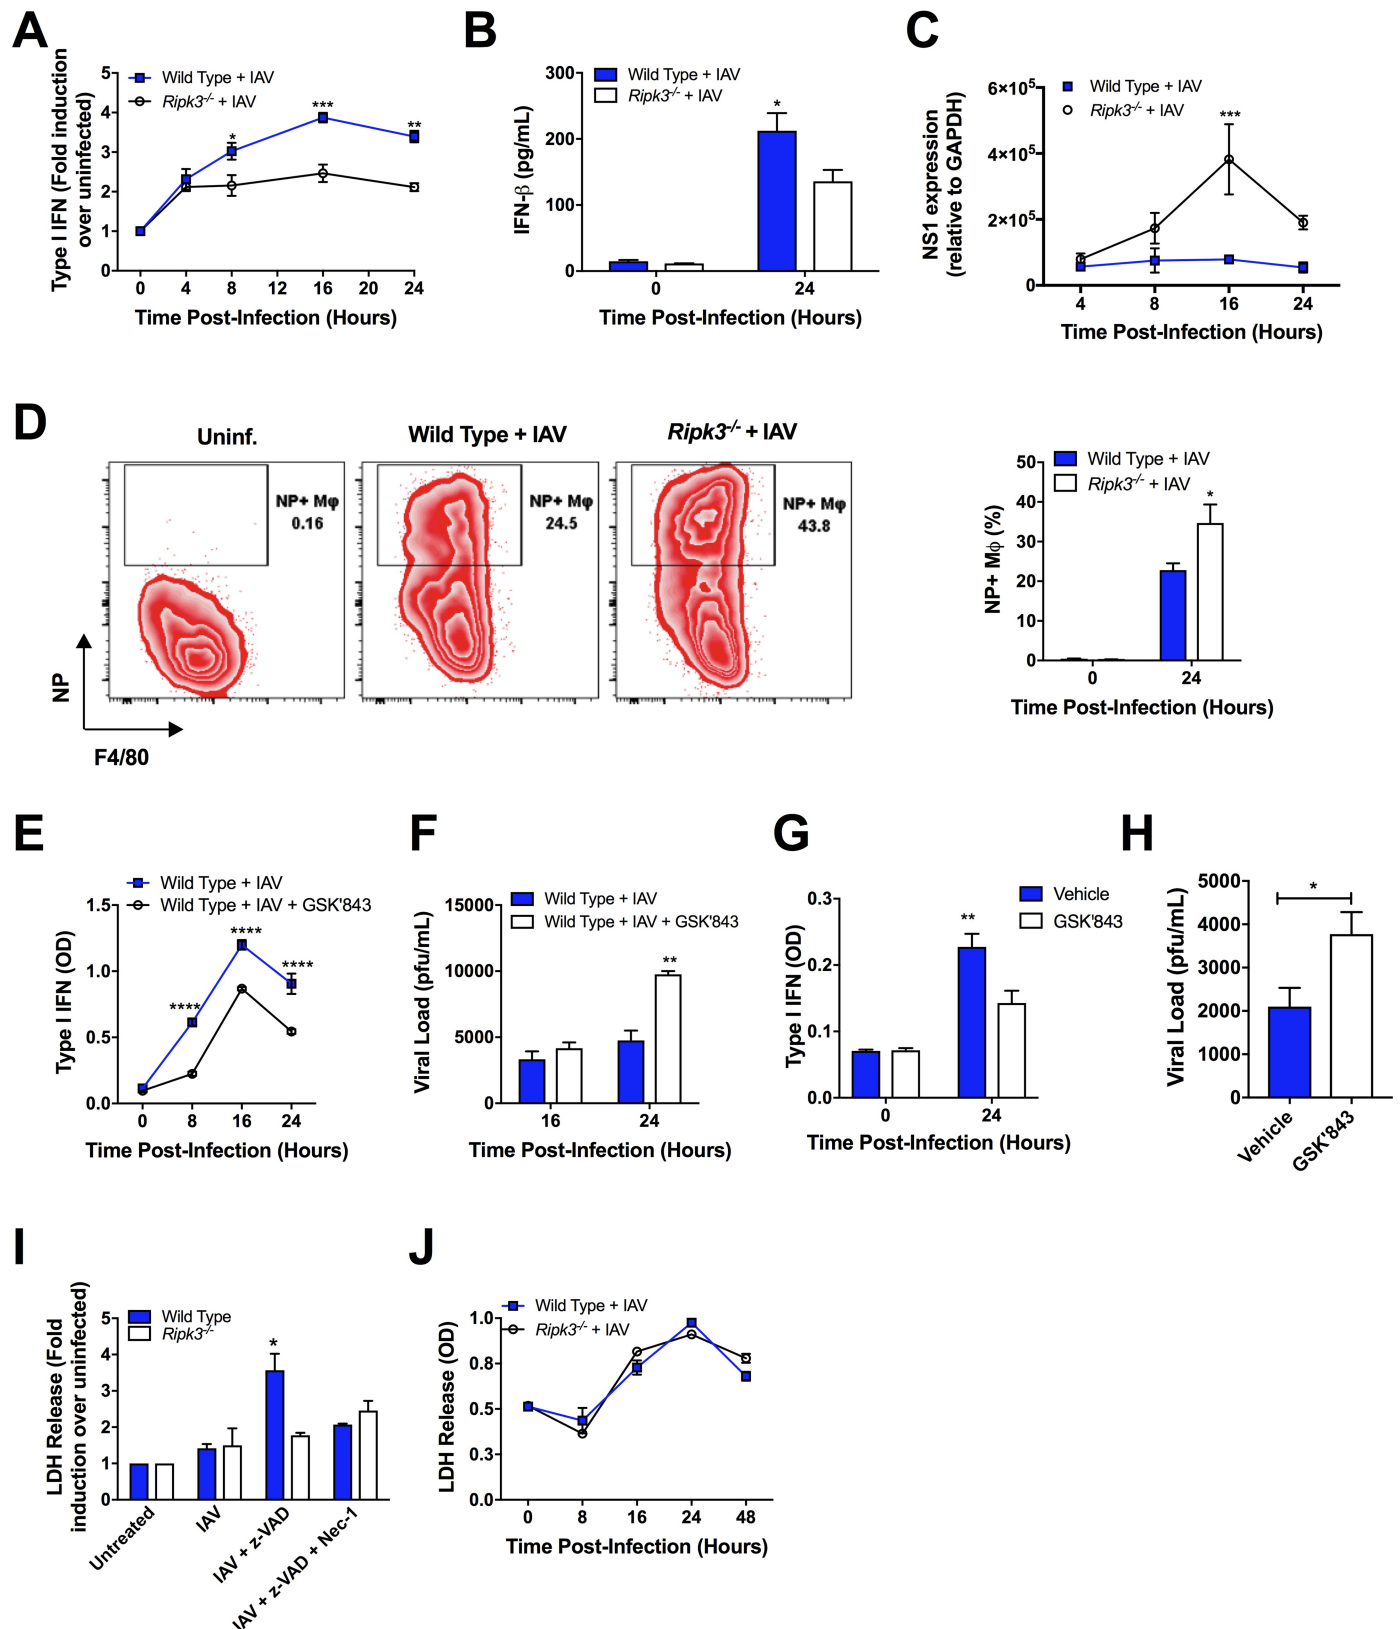 A
Type I IFN (Fold induction
over uninfected)
5
4
3
2
1
0
Wild Type + IAV
Ripk3-/- + IAV
*
***
**
0 4 8 12 16 20 24
Time Post-Infection (Hours)
B
IFN-β (pg/mL)
300
200
100
0
Wild Type + IAV
Ripk3-/- + IAV
*
0 24
Time Post-Infection (Hours)
C
NS1 expression
(relative to GAPDH)
6×10⁵
4×10⁵
2×10⁵
0
Wild Type + IAV
Ripk3-/- + IAV
***
4 8 16 24
Time Post-Infection (Hours)
D
Uninf.
Wild Type + IAV
Ripk3-/- + IAV
NP+ Mφ
0.16
NP+ Mφ
24.5
NP+ Mφ
43.8
NP
F4/80
NP+ Mϕ (%)
50
40
30
20
10
0
Wild Type + IAV
Ripk3-/- + IAV
*
0 24
Time Post-Infection (Hours)
E
Type I IFN (OD)
Wild Type + IAV
Wild Type + IAV + GSK'843
1.5
1.0
0.5
0.0
****
****
****
0 8 16 24
Time Post-Infection (Hours)
F
Viral Load (pfu/mL)
Wild Type + IAV
Wild Type + IAV + GSK'843
15000
10000
5000
0
**
16 24
Time Post-Infection (Hours)
G
Type I IFN (OD)
0.3
0.2
0.1
0.0
Vehicle
GSK'843
**
0 24
Time Post-Infection (Hours)
H
Viral Load (pfu/mL)
5000
4000
3000
2000
1000
0
*
Vehicle
GSK'843
I
LDH Release (Fold
induction over uninfected)
5
4
3
2
1
0
Wild Type
Ripk3-/-
*
Untreated
IAV
IAV + z-VAD
IAV + z-VAD + Nec-1
J
LDH Release (OD)
1.0
0.8
0.5
0.3
0.0
Wild Type + IAV
Ripk3-/- + IAV
0 8 16 24 48
Time Post-Infection (Hours)